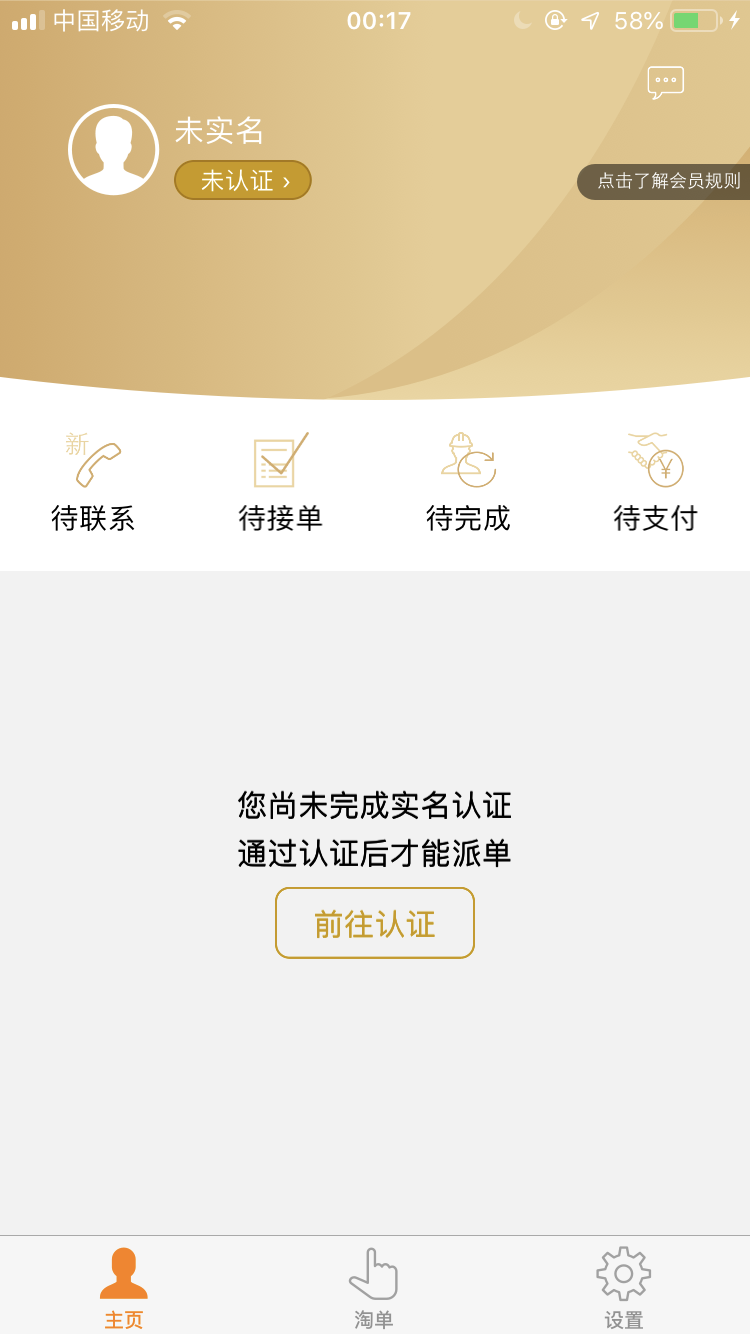 中国移动 00:17 58%
未实名
未认证 ›
点击了解会员规则
新
待联系 待接单 待完成 待支付
您尚未完成实名认证
通过认证后才能派单
前往认证
主页 淘单 设置